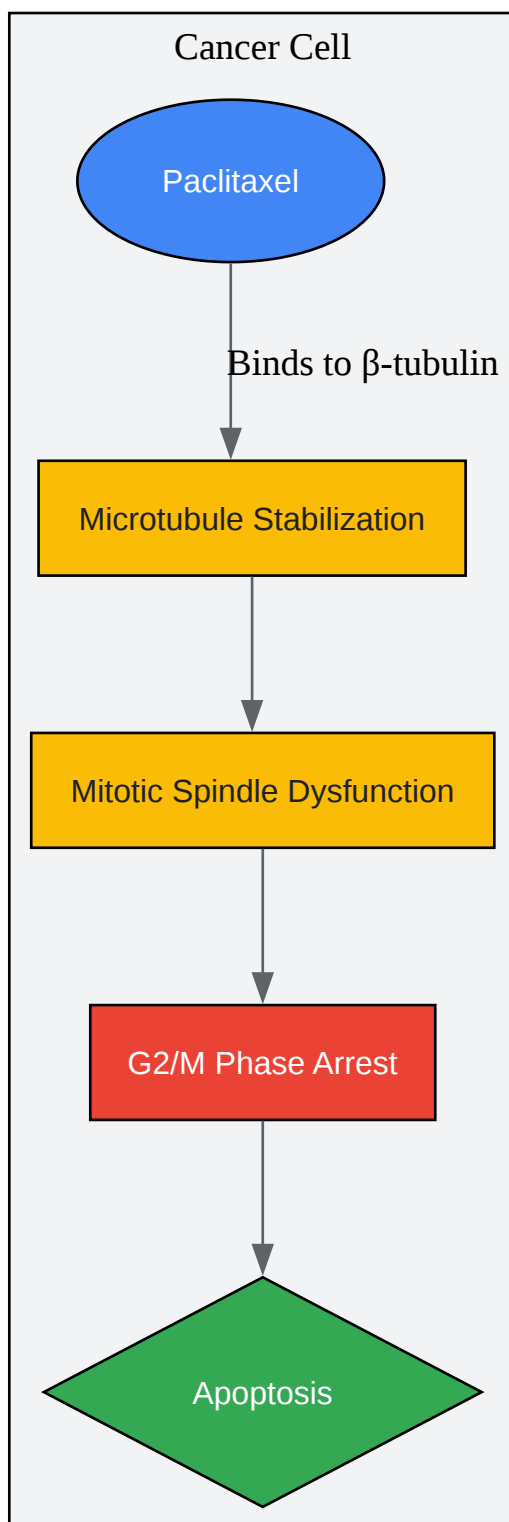 Cancer Cell
Paclitaxel
Binds to β-tubulin
Microtubule Stabilization
Mitotic Spindle Dysfunction
G2/M Phase Arrest
Apoptosis